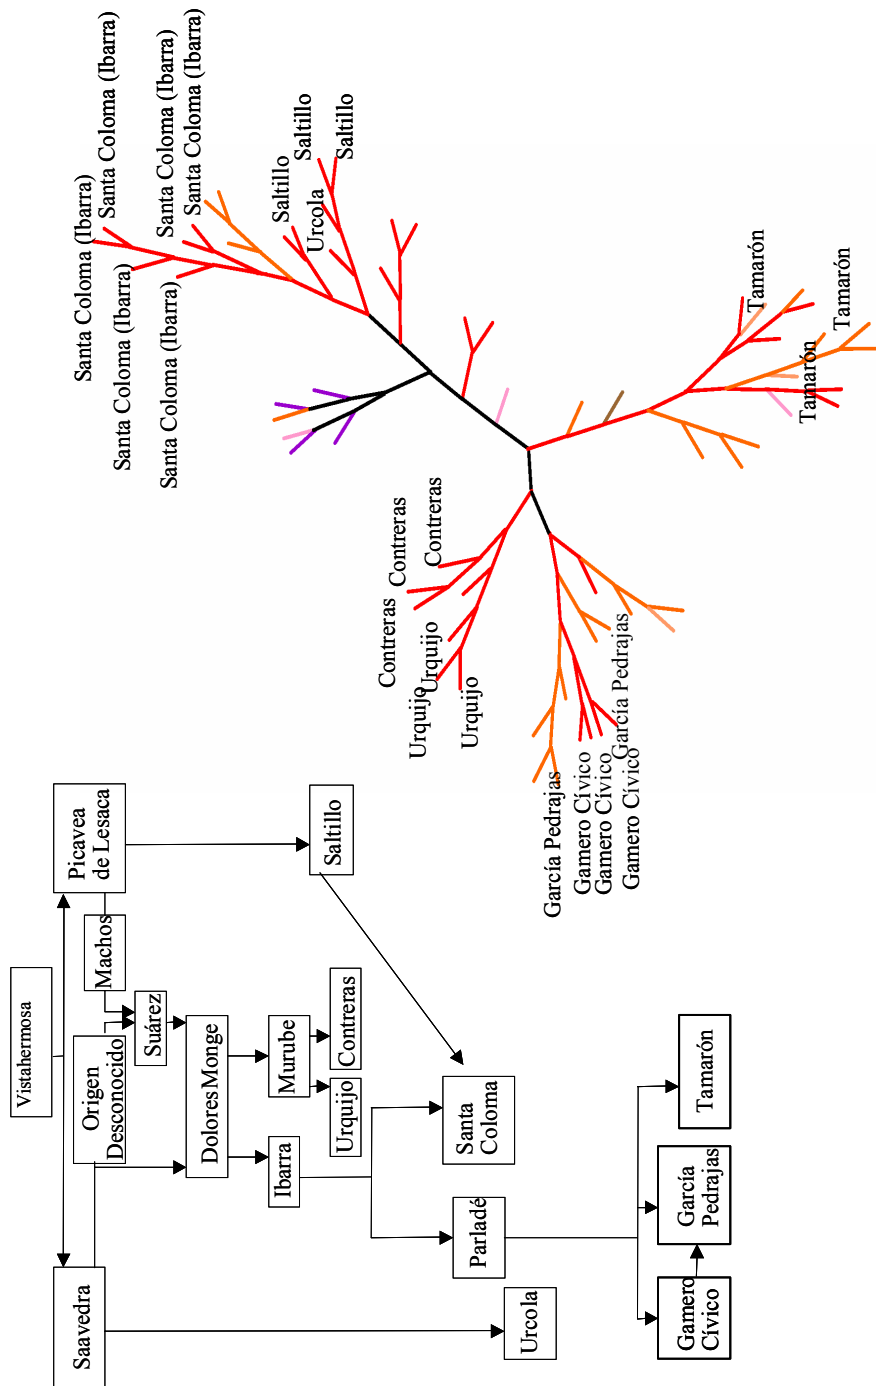 Vistahermosa
Saavedra
Picavea
de Lesaca
Machos
Origen
Desconocido
Suárez
Dolores Monge
Ibarra
Murube
Urquijo
Contreras
Saltillo
Parladé
Santa
Coloma
Urcola
Gamero
Cívico
García
Pedrajas
Tamarón
Santa Coloma (Ibarra)
Santa Coloma (Ibarra)
Santa Coloma (Ibarra)
Santa Coloma (Ibarra)
Santa Coloma (Ibarra)
Santa Coloma (Ibarra)
Saltillo
Saltillo
Saltillo
Urcola
Contreras
Contreras
Contreras
Urquijo
Urquijo
Urquijo
García Pedrajas
Gamero Cívico
Gamero Cívico
Gamero Cívico
García Pedrajas
Tamarón
Tamarón
Tamarón